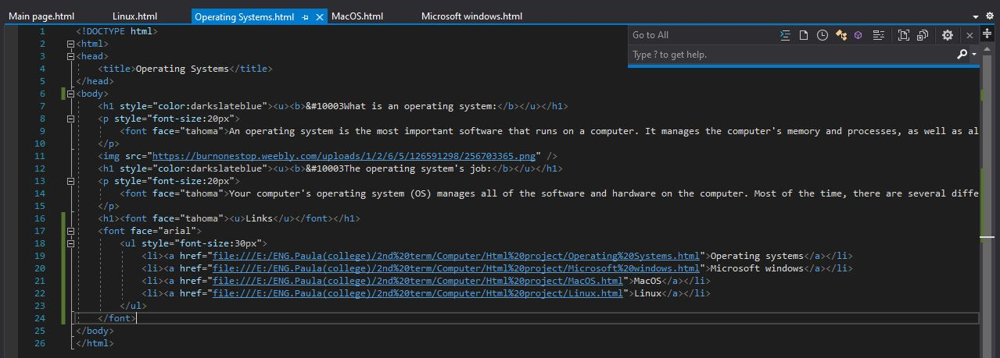 Main page.html Linux.html Operating Systems.html MacOS.html Microsoft windows.html
Go to All
Type ? to get help.
1 <!DOCTYPE html>
2 <html>
3 <head>
4 <title>Operating Systems</title>
5 </head>
6 <body>
7 <h1 style="color:darkslateblue"><u><b>&#10003What is an operating system:</b></u></h1>
8 <p style="font-size:20px">
9 <font face="tahoma">An operating system is the most important software that runs on a computer. It manages the computer's memory and processes, as well as al
10 </p>
11 <img src="https://burnonestop.weebly.com/uploads/1/2/6/5/126591298/256703365.png" />
12 <h1 style="color:darkslateblue"><u><b>&#10003The operating system's job:</b></u></h1>
13 <p style="font-size:20px">
14 <font face="tahoma">Your computer's operating system (OS) manages all of the software and hardware on the computer. Most of the time, there are several diffe
15 </p>
16 <h1><font face="tahoma"><u>Links</u></font></h1>
17 <font face="arial">
18 <ul style="font-size:30px">
19 <li><a href="file:///E:/ENG.Paula(college)/2nd%20term/Computer/Html%20project/Operating%20Systems.html">Operating systems</a></li>
20 <li><a href="file:///E:/ENG.Paula(college)/2nd%20term/Computer/Html%20project/Microsoft%20windows.html">Microsoft windows</a></li>
21 <li><a href="file:///E:/ENG.Paula(college)/2nd%20term/Computer/Html%20project/MacOS.html">MacOS</a></li>
22 <li><a href="file:///E:/ENG.Paula(college)/2nd%20term/Computer/Html%20project/Linux.html">Linux</a></li>
23 </ul>
24 </font>
25 </body>
26 </html>